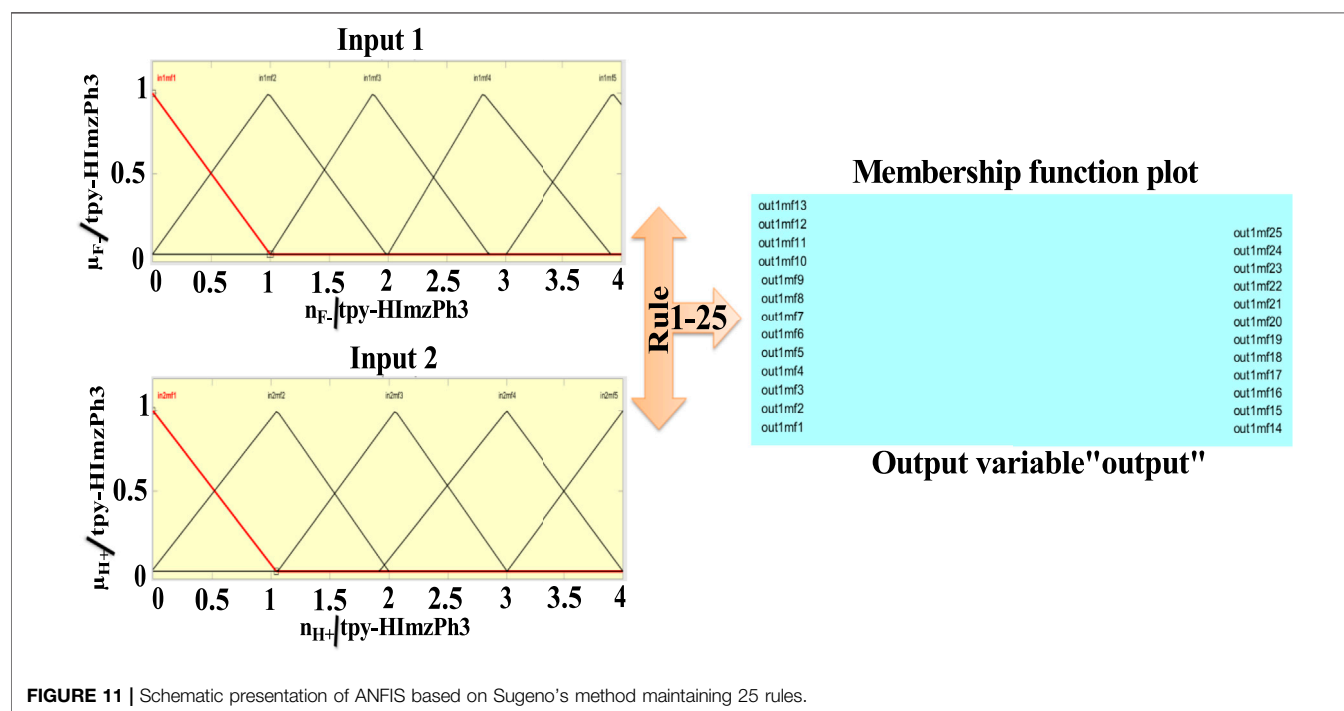 Input 1
in1mf1 in1mf2 in1mf3 in1mf4 in1mf5
1
0.5
0
μF-/tpy-HImzPh3
0 0.5 1 1.5 2 2.5 3 3.5 4
nF-/tpy-HImzPh3
Input 2
in2mf1 in2mf2 in2mf3 in2mf4 in2mf5
1
0.5
0
μH+/tpy-HImzPh3
0 0.5 1 1.5 2 2.5 3 3.5 4
nH+/tpy-HImzPh3
Rule
1-25
Membership function plot
out1mf13
out1mf12
out1mf11
out1mf10
out1mf9
out1mf8
out1mf7
out1mf6
out1mf5
out1mf4
out1mf3
out1mf2
out1mf1
out1mf25
out1mf24
out1mf23
out1mf22
out1mf21
out1mf20
out1mf19
out1mf18
out1mf17
out1mf16
out1mf15
out1mf14
Output variable"output"
FIGURE 11 | Schematic presentation of ANFIS based on Sugeno's method maintaining 25 rules.